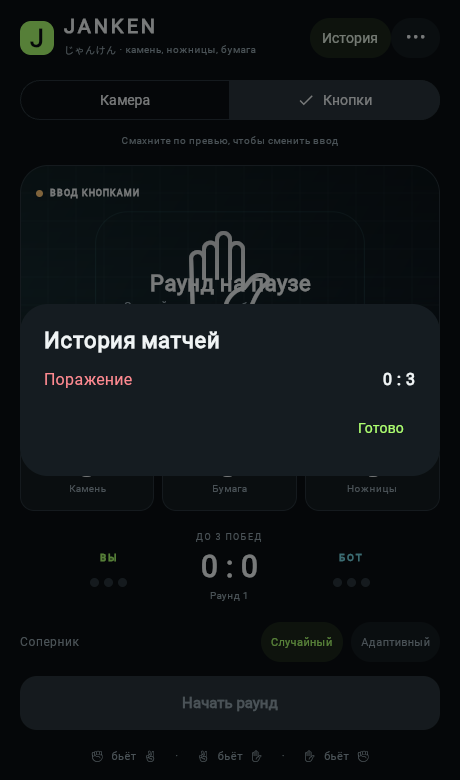 J JANKEN
じゃんけん · камень, ножницы, бумага
История
Камера
Кнопки
Смахните по превью, чтобы сменить ввод
ВВОД КНОПКАМИ
Раунд на паузе
История матчей
Поражение 0 : 3
Готово
Камень Бумага Ножницы
ДО 3 ПОБЕД
ВЫ 0 : 0 БОТ
Раунд 1
Соперник Случайный Адаптивный
Начать раунд
бьёт · бьёт · бьёт